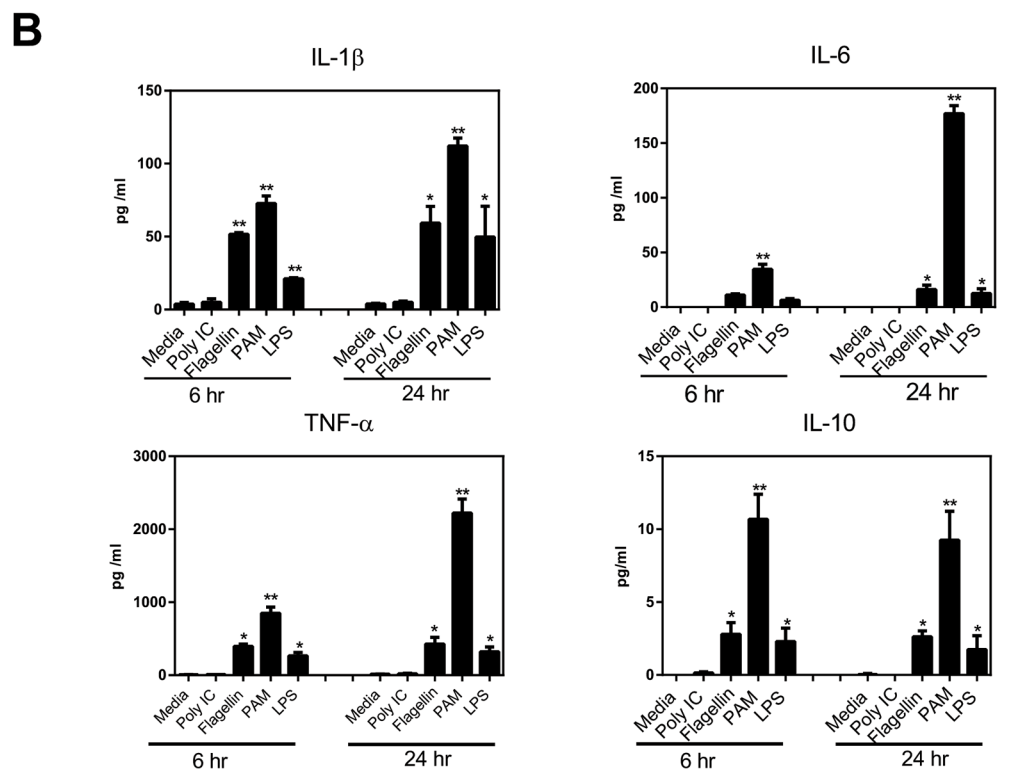 B
IL-1β
150
100
50
0
pg /ml
** ** ** * ** *
Media Poly IC Flagellin PAM LPS Media Poly IC Flagellin PAM LPS
6 hr 24 hr
IL-6
200
150
100
50
0
pg /ml
** * ** *
Media Poly IC Flagellin PAM LPS Media Poly IC Flagellin PAM LPS
6 hr 24 hr
TNF-α
3000
2000
1000
0
pg /ml
* ** * * ** *
Media Poly IC Flagellin PAM LPS Media Poly IC Flagellin PAM LPS
6 hr 24 hr
IL-10
15
10
5
0
pg/ml
* ** * * ** *
Media Poly IC Flagellin PAM LPS Media Poly IC Flagellin PAM LPS
6 hr 24 hr